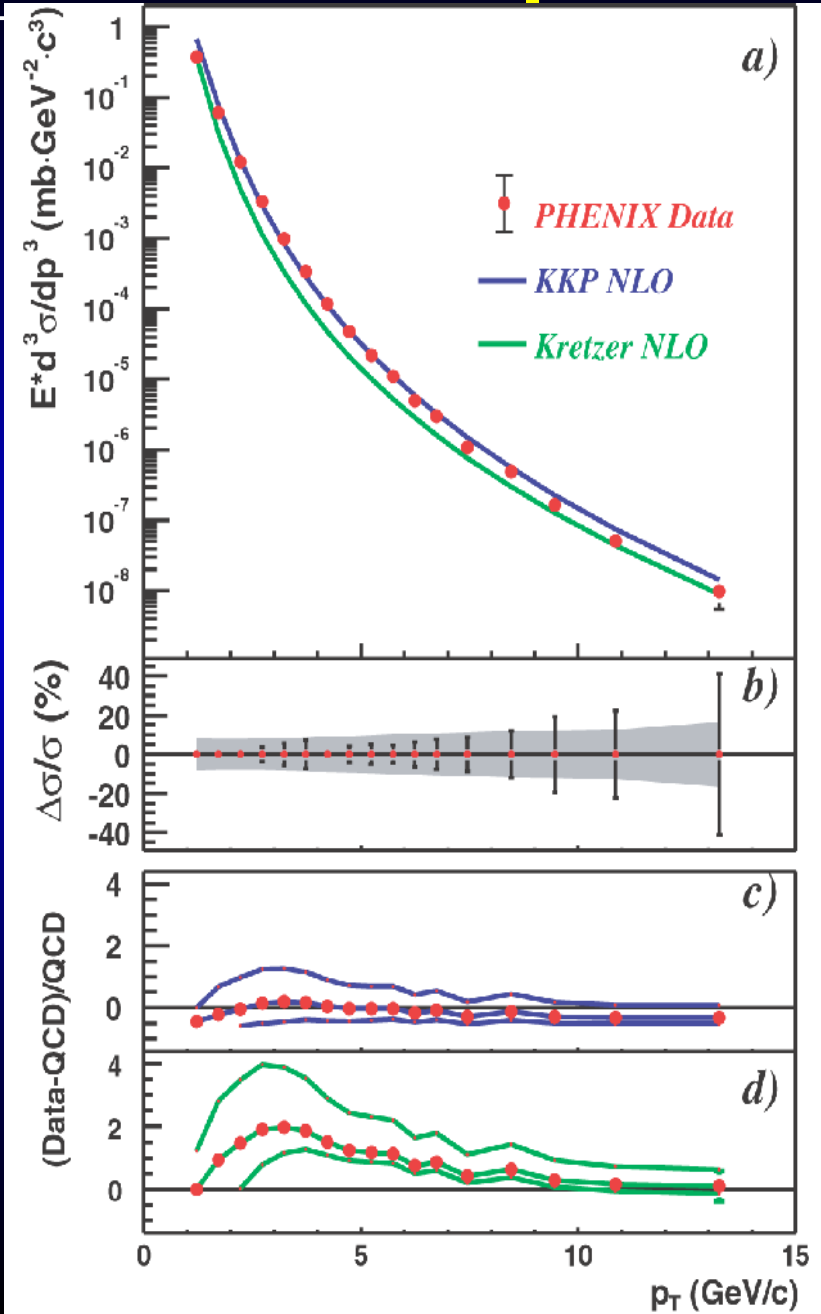 a)
E*d³σ/dp³ (mb·GeV⁻²·c³)
1
10⁻¹
10⁻²
10⁻³
10⁻⁴
10⁻⁵
10⁻⁶
10⁻⁷
10⁻⁸
PHENIX Data
KKP NLO
Kretzer NLO
b)
Δσ/σ (%)
40
20
0
-20
-40
c)
(Data-QCD)/QCD
4
2
0
d)
4
2
0
0 5 10 15
p_T (GeV/c)